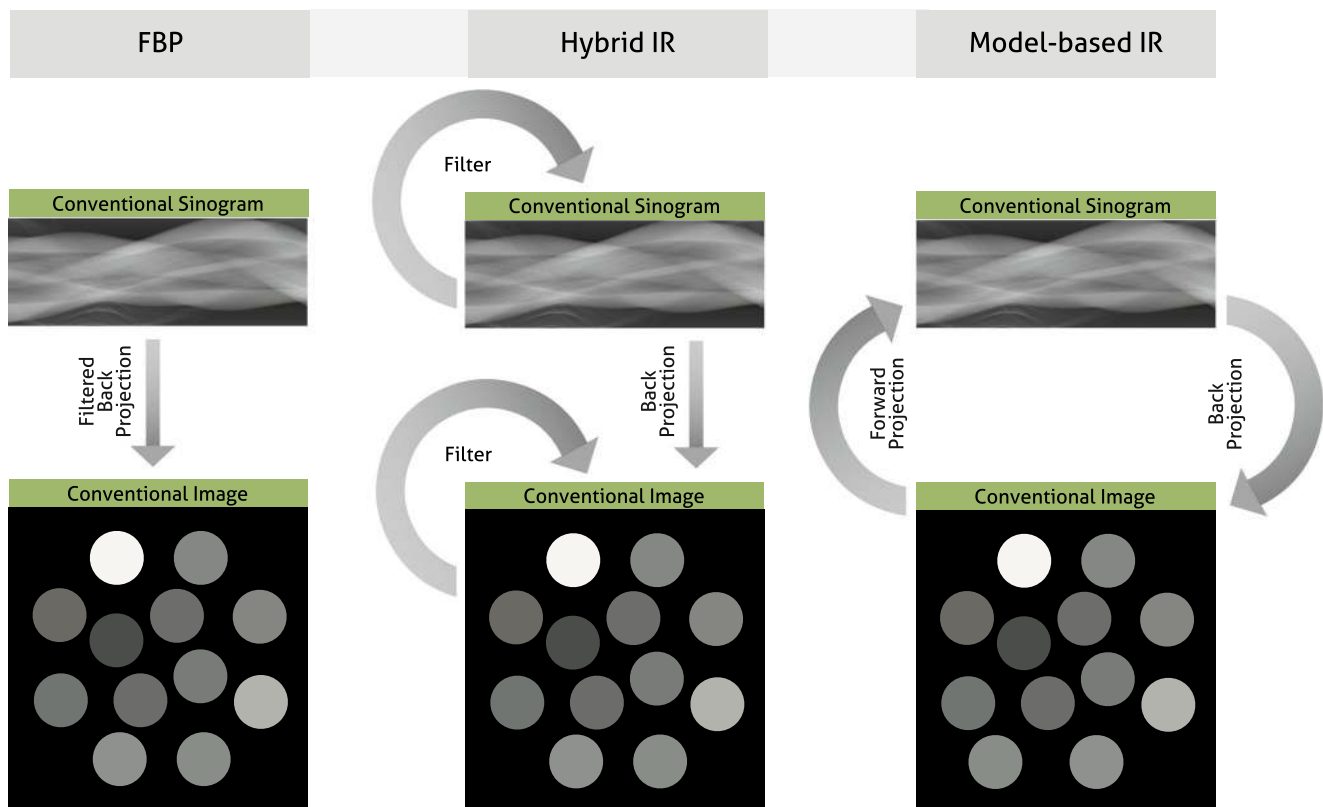 FBP
Hybrid IR
Model-based IR
Filter
Conventional Sinogram
Conventional Sinogram
Conventional Sinogram
Filtered
Back
Projection
Back
Projection
Forward
Projection
Back
Projection
Filter
Conventional Image
Conventional Image
Conventional Image